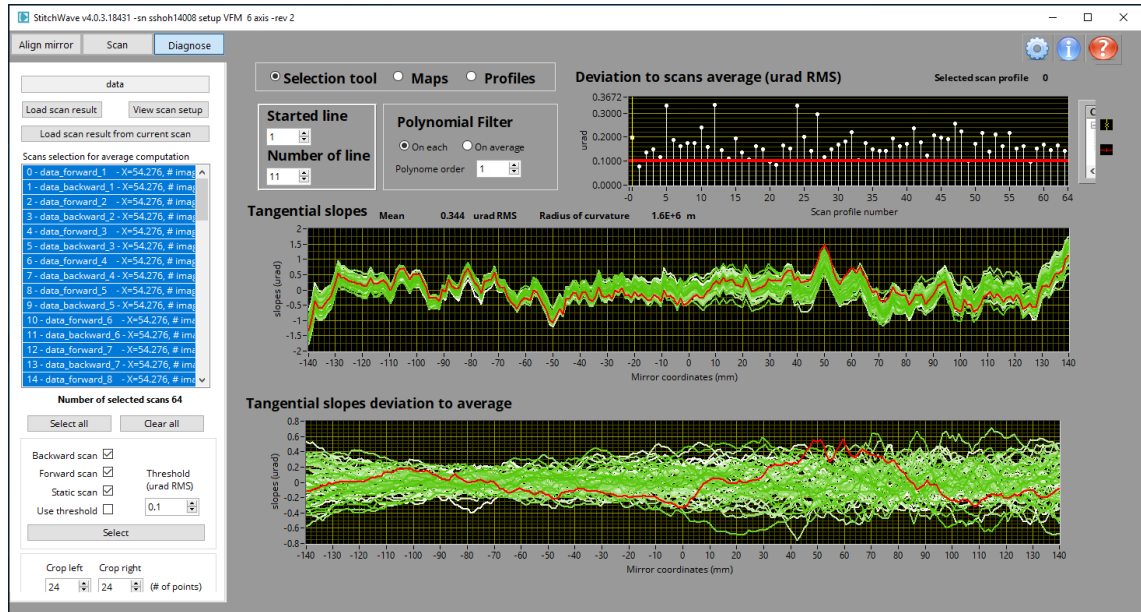 StitchWave v4.0.3.18431 -sn sshoh14008 setup VFM 6 axis -rev 2
Align mirror Scan Diagnose
data
Load scan result View scan setup
Load scan result from current scan
Scans selection for average computation
0 - data_forward_1 - X=54.276, # imag
1 - data_backward_1 - X=54.276, # imag
2 - data_forward_2 - X=54.276, # imag
3 - data_backward_2 - X=54.276, # imag
4 - data_forward_3 - X=54.276, # imag
5 - data_backward_3 - X=54.276, # imag
6 - data_forward_4 - X=54.276, # imag
7 - data_backward_4 - X=54.276, # imag
8 - data_forward_5 - X=54.276, # imag
9 - data_backward_5 - X=54.276, # imag
10 - data_forward_6 - X=54.276, # ima
11 - data_backward_6 - X=54.276, # ima
12 - data_forward_7 - X=54.276, # ima
13 - data_backward_7 - X=54.276, # ima
14 - data_forward_8 - X=54.276, # ima
Number of selected scans 64
Select all Clear all
Backward scan
Forward scan Threshold
Static scan (urad RMS)
Use threshold 0.1
Select
Crop left Crop right
24 24 (# of points)
Selection tool Maps Profiles
Started line
1
Number of line
11
Polynomial Filter
On each On average
Polynome order 1
Deviation to scans average (urad RMS) Selected scan profile 0
0.3672
0.3000
0.2000
0.1000
0.0000
urad
-0 5 10 15 20 25 30 35 40 45 50 55 60 64
Scan profile number
Tangential slopes Mean 0.344 urad RMS Radius of curvature 1.6E+6 m
2
1.5
1
0.5
0
-0.5
-1
-1.5
-2
slopes (urad)
-140 -130 -120 -110 -100 -90 -80 -70 -60 -50 -40 -30 -20 -10 0 10 20 30 40 50 60 70 80 90 100 110 120 130 140
Mirror coordinates (mm)
Tangential slopes deviation to average
0.8
0.6
0.4
0.2
0
-0.2
-0.4
-0.6
-0.8
slopes (urad)
-140 -130 -120 -110 -100 -90 -80 -70 -60 -50 -40 -30 -20 -10 0 10 20 30 40 50 60 70 80 90 100 110 120 130 140
Mirror coordinates (mm)